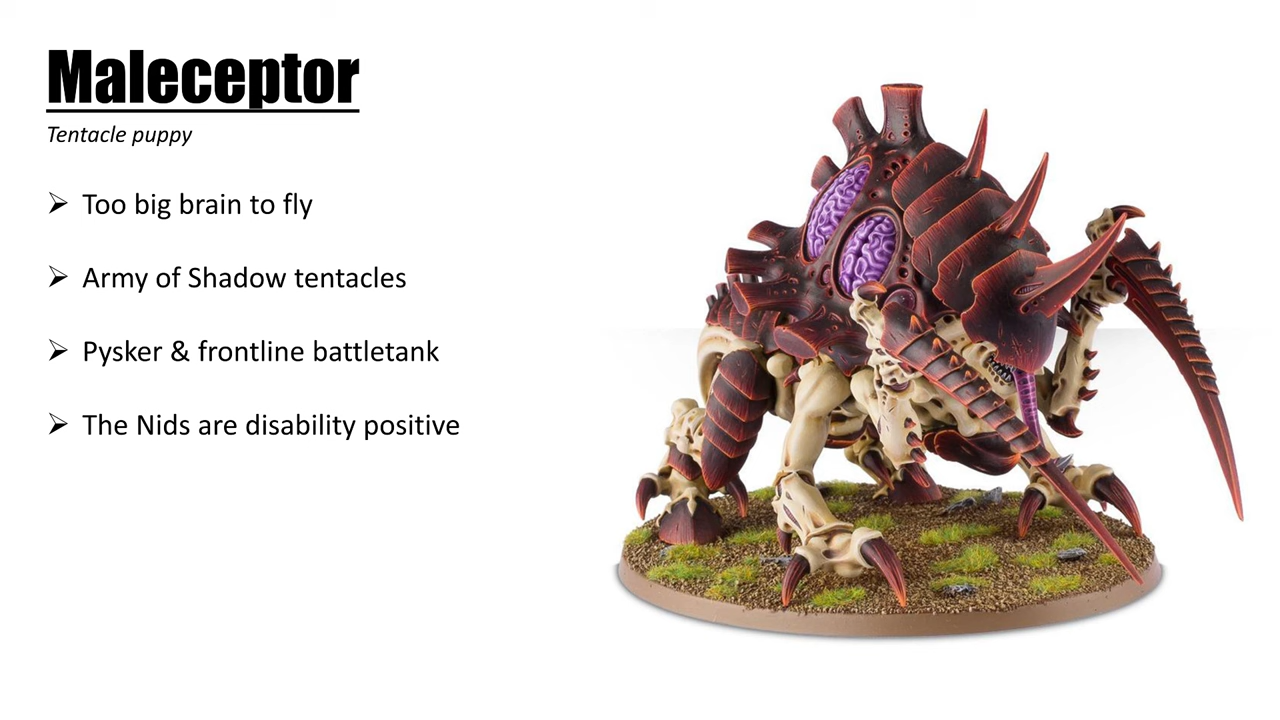 Maleceptor
Tentacle puppy
➢ Too big brain to fly
➢ Army of Shadow tentacles
➢ Pysker & frontline battletank
➢ The Nids are disability positive